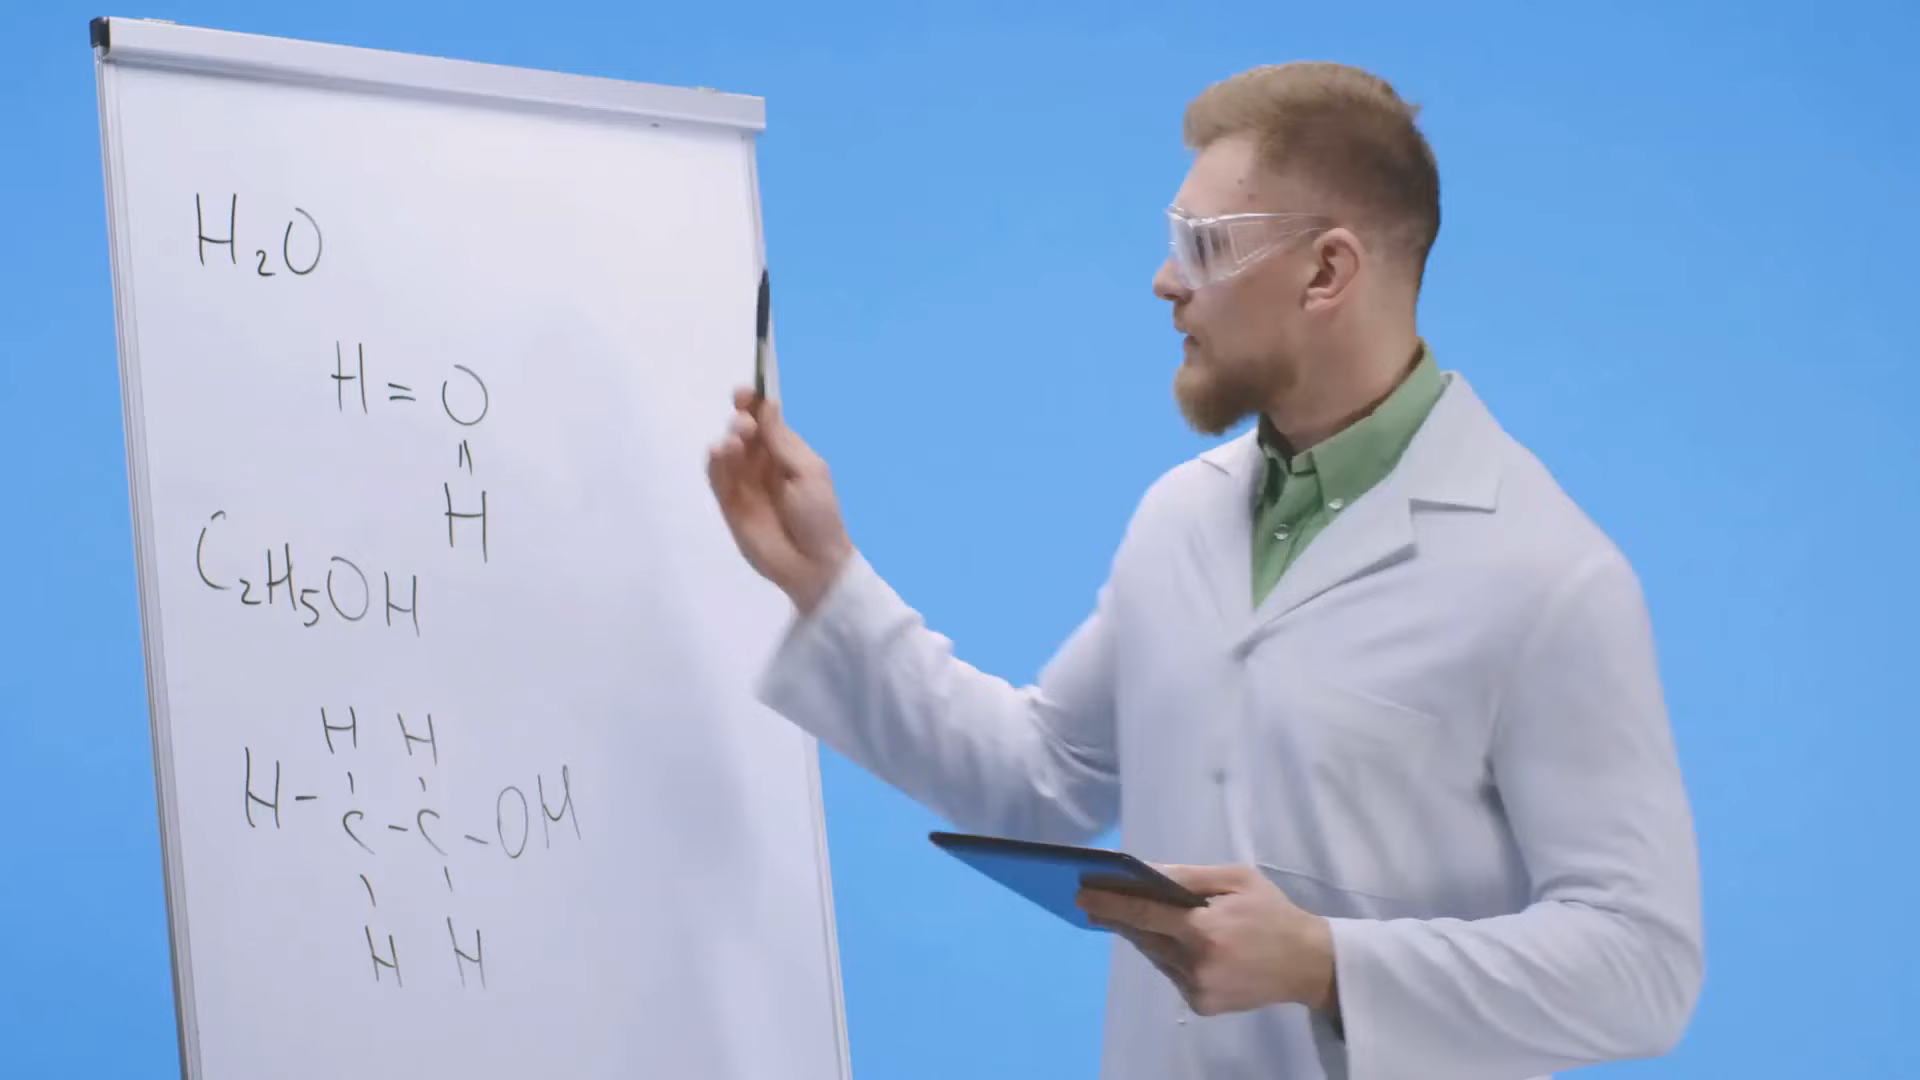 H₂O
H = O
=
H
C₂H₅OH
H H
H - C - C - OH
H H